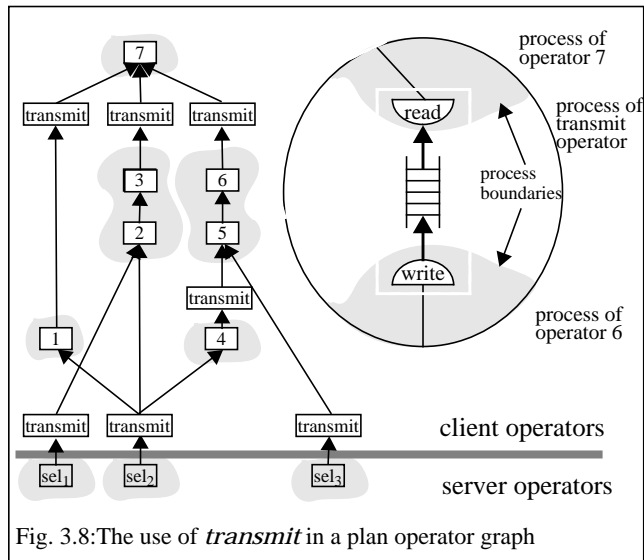 7
transmit transmit transmit
3 6
2 5
transmit
1 4
transmit transmit transmit
sel1 sel2 sel3
process of
operator 7
process of
transmit
operator
read
process
boundaries
write
process of
operator 6
client operators
server operators
Fig. 3.8:The use of transmit in a plan operator graph